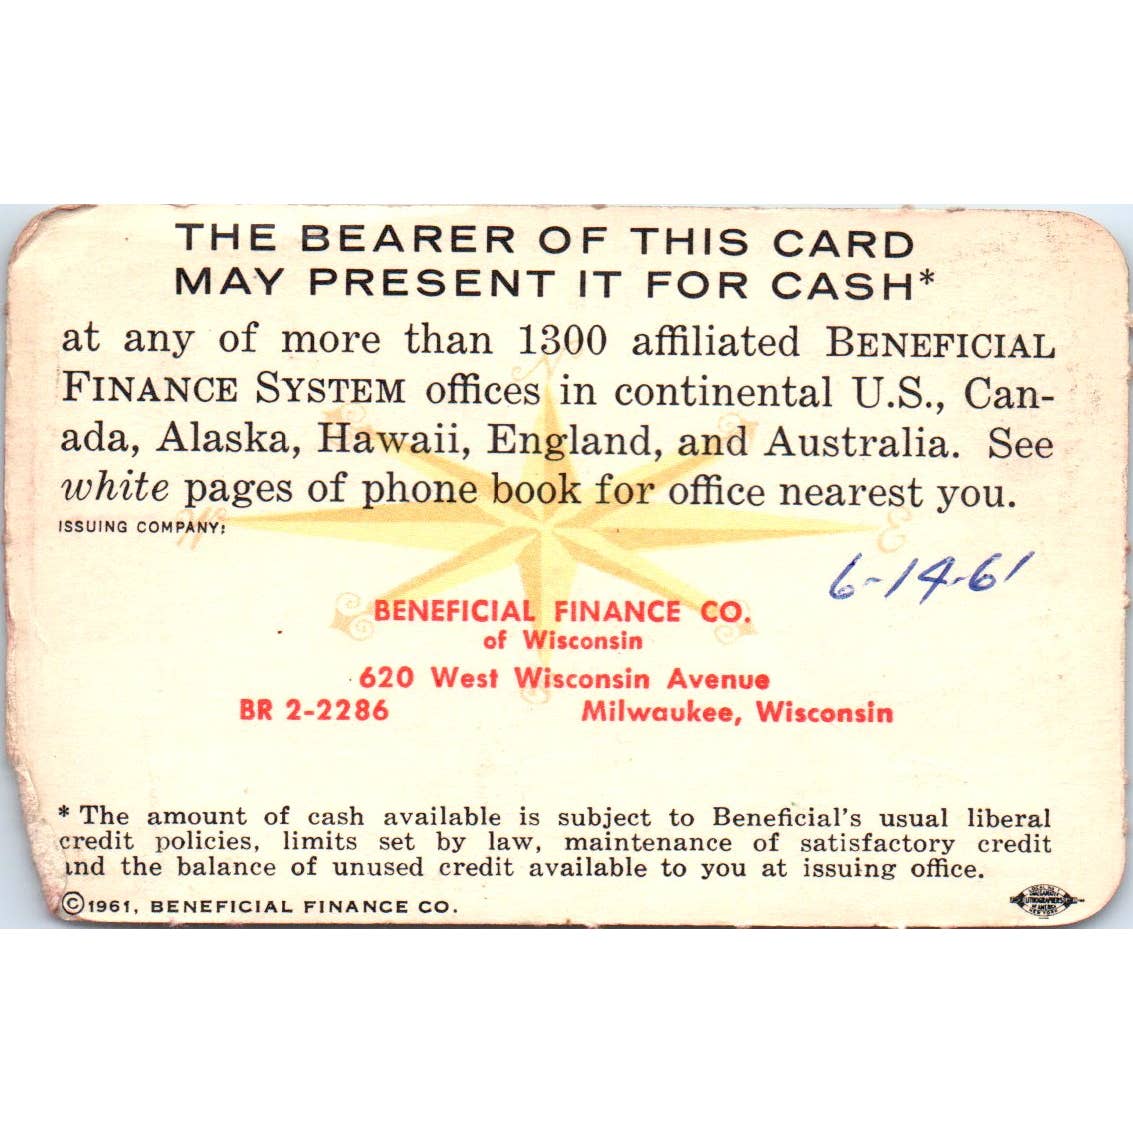 THE BEARER OF THIS CARD
MAY PRESENT IT FOR CASH*
at any of more than 1300 affiliated BENEFICIAL
FINANCE SYSTEM offices in continental U.S., Can-
ada, Alaska, Hawaii, England, and Australia. See
white pages of phone book for office nearest you.
ISSUING COMPANY:
6-14-61
BENEFICIAL FINANCE CO.
of Wisconsin
620 West Wisconsin Avenue
BR 2-2286 Milwaukee, Wisconsin
* The amount of cash available is subject to Beneficial's usual liberal
credit policies, limits set by law, maintenance of satisfactory credit
and the balance of unused credit available to you at issuing office.
©1961, BENEFICIAL FINANCE CO.
N
W
E
LITHOGRAPHERS
OF AMERICA
NEW YORK